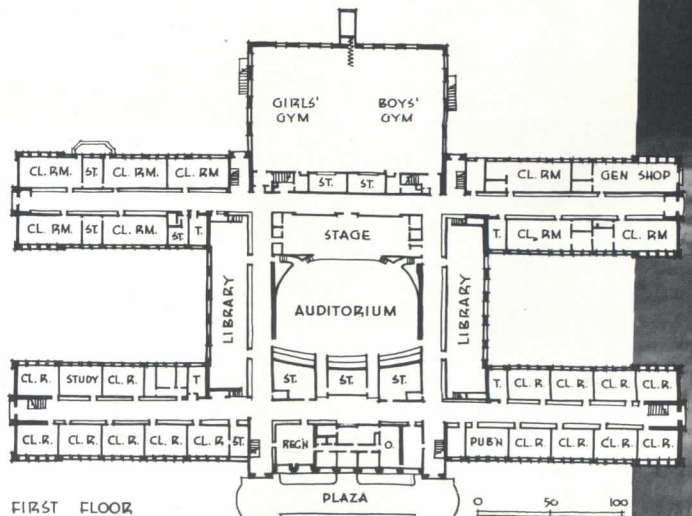 GIRLS' GYM
BOYS' GYM
CL. RM. ST. CL. RM. CL. RM
ST. ST.
CL. RM GEN SHOP
CL. RM. ST. CL. RM. ST. T.
STAGE
T. CL. RM CL. RM
LIBRARY
AUDITORIUM
LIBRARY
CL. R. STUDY CL. R. T.
ST. ST. ST.
T. CL. R. CL. R. CL. R. CL. R.
CL. R. CL. R. CL. R. CL. R. CL. R. ST.
REC'N O.
PUB'N CL. R. CL. R. CL. R. CL. R.
PLAZA
FIRST FLOOR
0 50 100